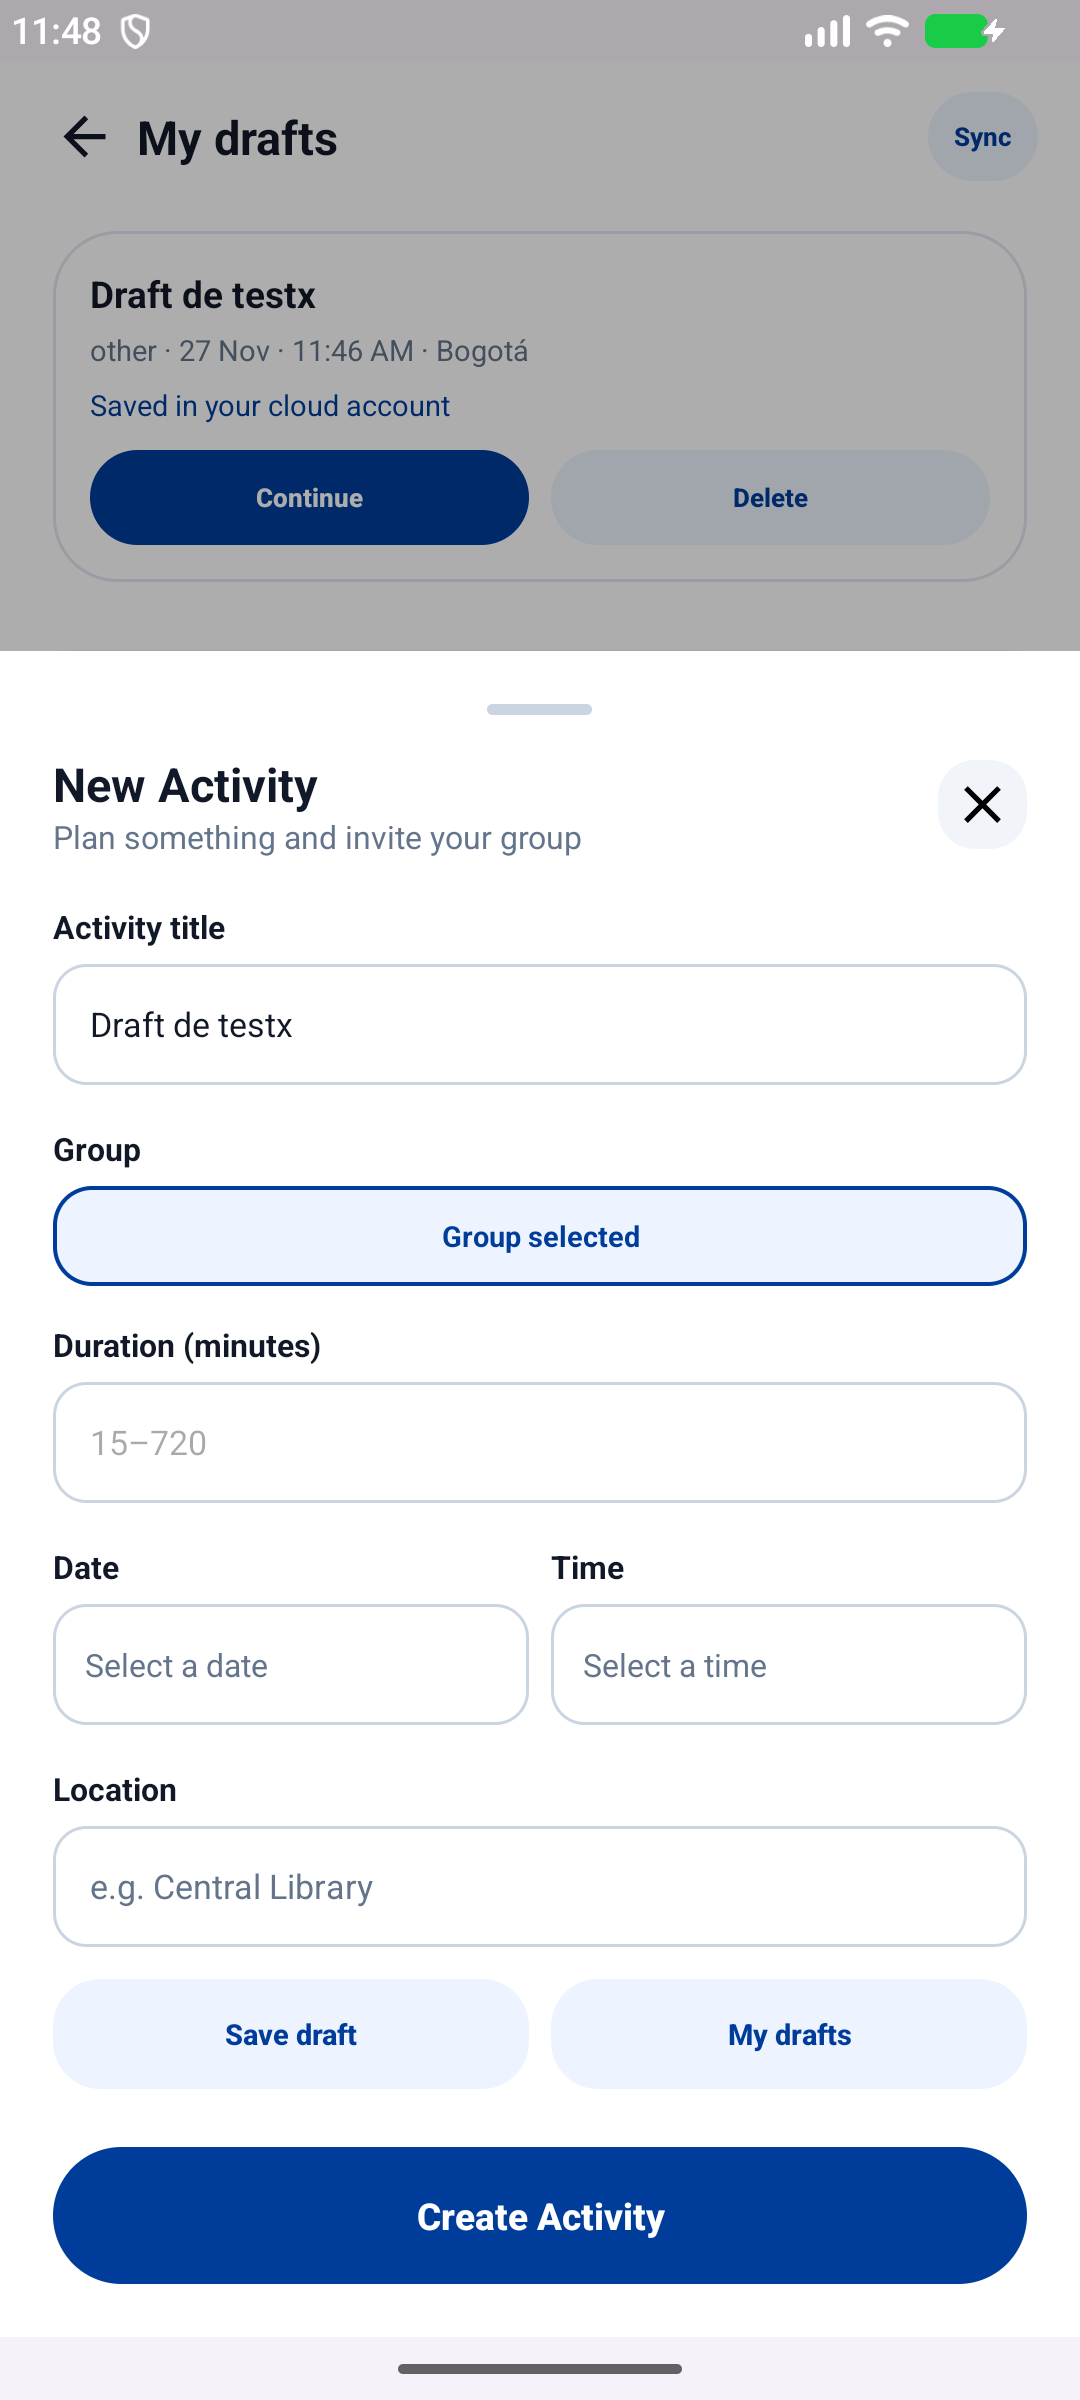 11:48
My drafts
Sync
Draft de testx
other · 27 Nov · 11:46 AM · Bogotá
Saved in your cloud account
Continue
Delete
New Activity
Plan something and invite your group
Activity title
Draft de testx
Group
Group selected
Duration (minutes)
15–720
Date
Time
Select a date
Select a time
Location
e.g. Central Library
Save draft
My drafts
Create Activity